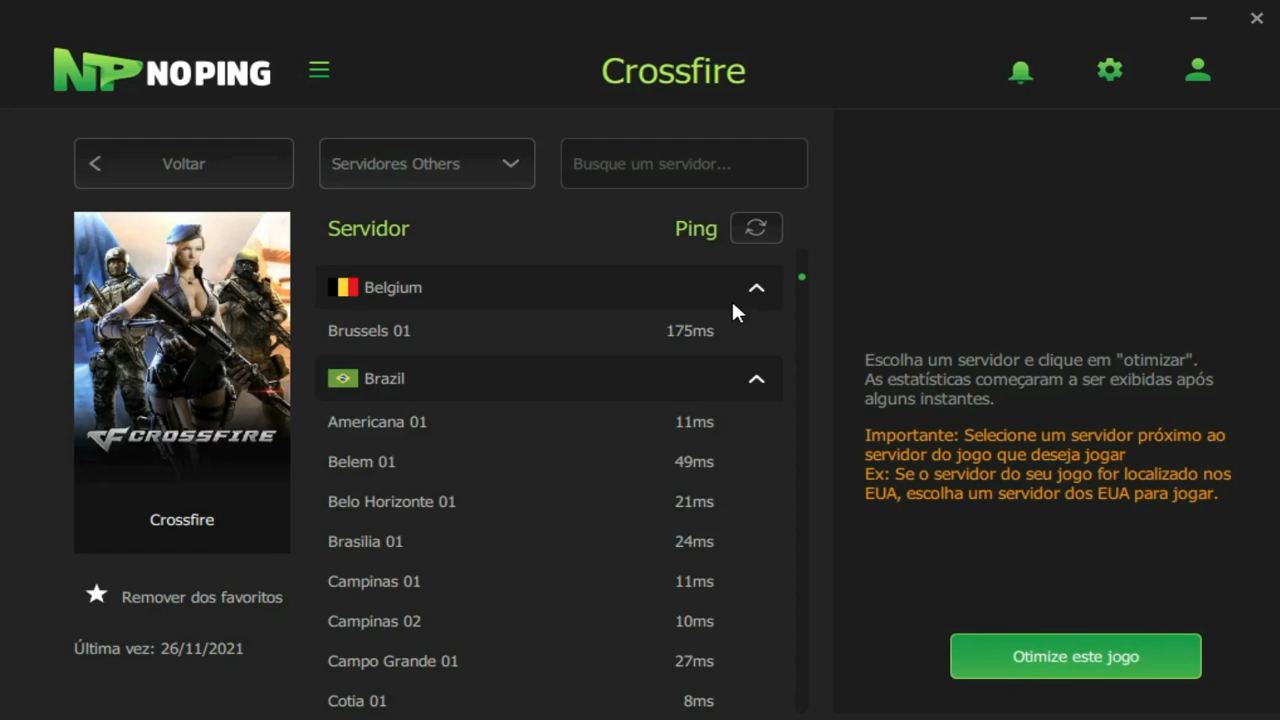 NP NOPING
Crossfire
Voltar
Servidores Others
Busque um servidor...
Servidor
Ping
Belgium
Brussels 01
175ms
Brazil
Americana 01
11ms
Belem 01
49ms
Belo Horizonte 01
21ms
Brasilia 01
24ms
Campinas 01
11ms
Campinas 02
10ms
Campo Grande 01
27ms
Cotia 01
8ms
CF CROSSFIRE
Crossfire
Remover dos favoritos
Última vez: 26/11/2021
Escolha um servidor e clique em "otimizar".
As estatísticas começaram a ser exibidas após
alguns instantes.
Importante: Selecione um servidor próximo ao
servidor do jogo que deseja jogar
Ex: Se o servidor do seu jogo for localizado nos
EUA, escolha um servidor dos EUA para jogar.
Otimize este jogo